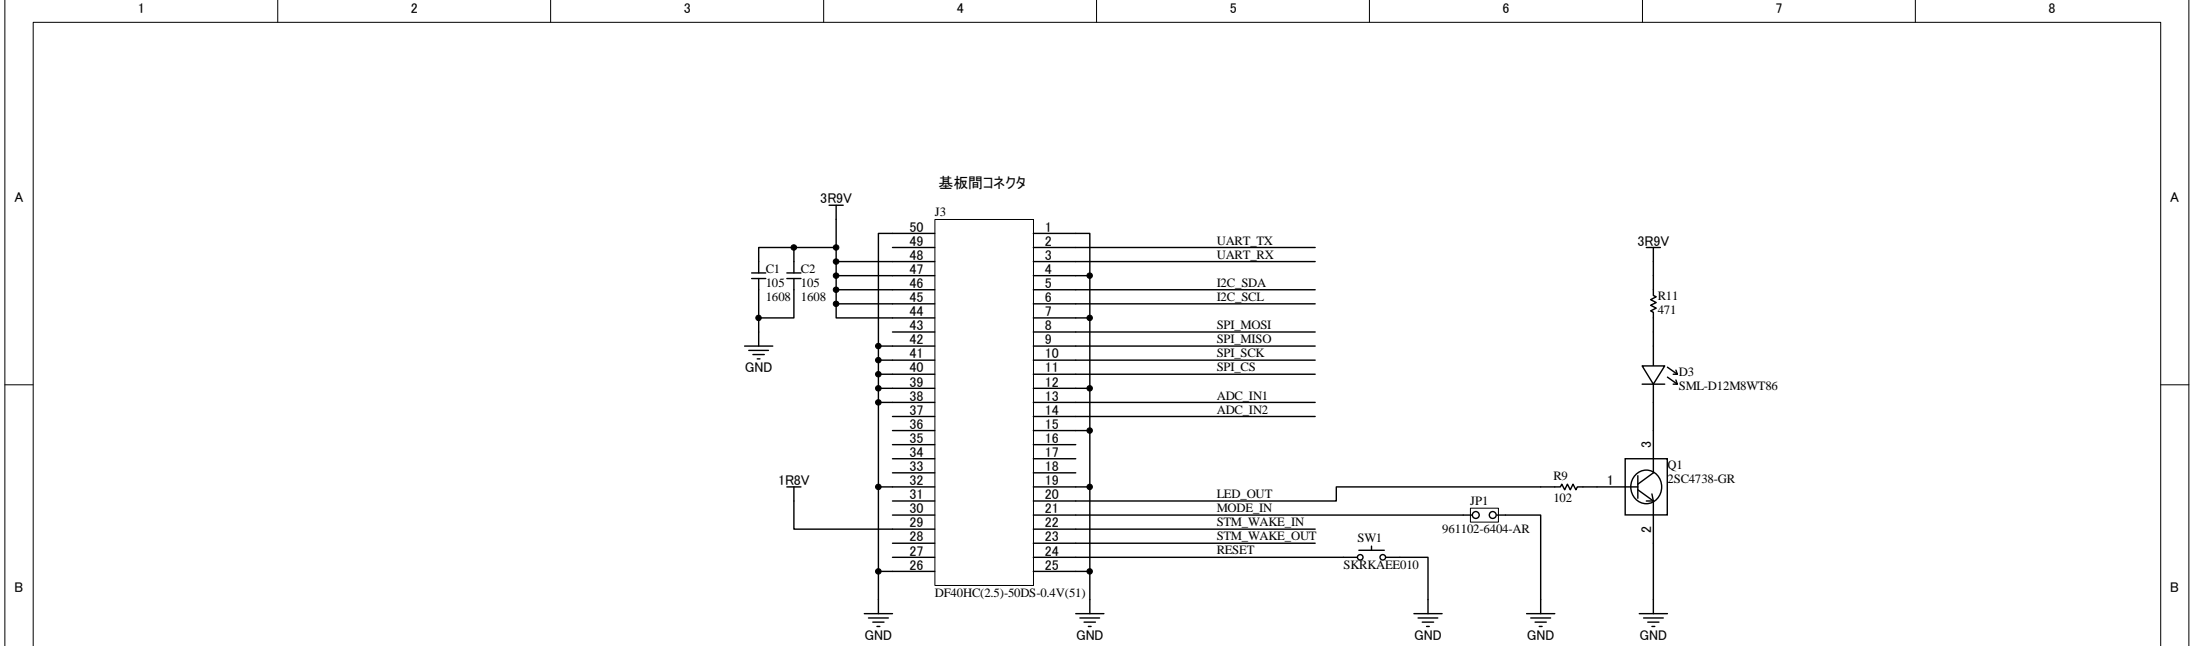 1 2 3 4 5 6 7 8
A A
基板間コネクタ
3R9V
J3
50 1
49 2 UART_TX
48 3 UART_RX
47 4
46 5 I2C_SDA
45 6 I2C_SCL
44 7
43 8 SPI_MOSI
42 9 SPI_MISO
41 10 SPI_SCK
40 11 SPI_CS
39 12
38 13 ADC_IN1
37 14 ADC_IN2
36 15
35 16
34 17
33 18
32 19
31 20 LED_OUT
30 21 MODE_IN
29 22 STM_WAKE_IN
28 23 STM_WAKE_OUT
27 24 RESET
26 25
DF40HC(2.5)-50DS-0.4V(51)
C1
105
1608
C2
105
1608
GND
1R8V
GND
GND
3R9V
R11
471
D3
SML-D12M8WT86
3
Q1
2SC4738-GR
1
2
R9
102
JP1
961102-6404-AR
SW1
SKRKAEE010
GND
GND
GND
B B